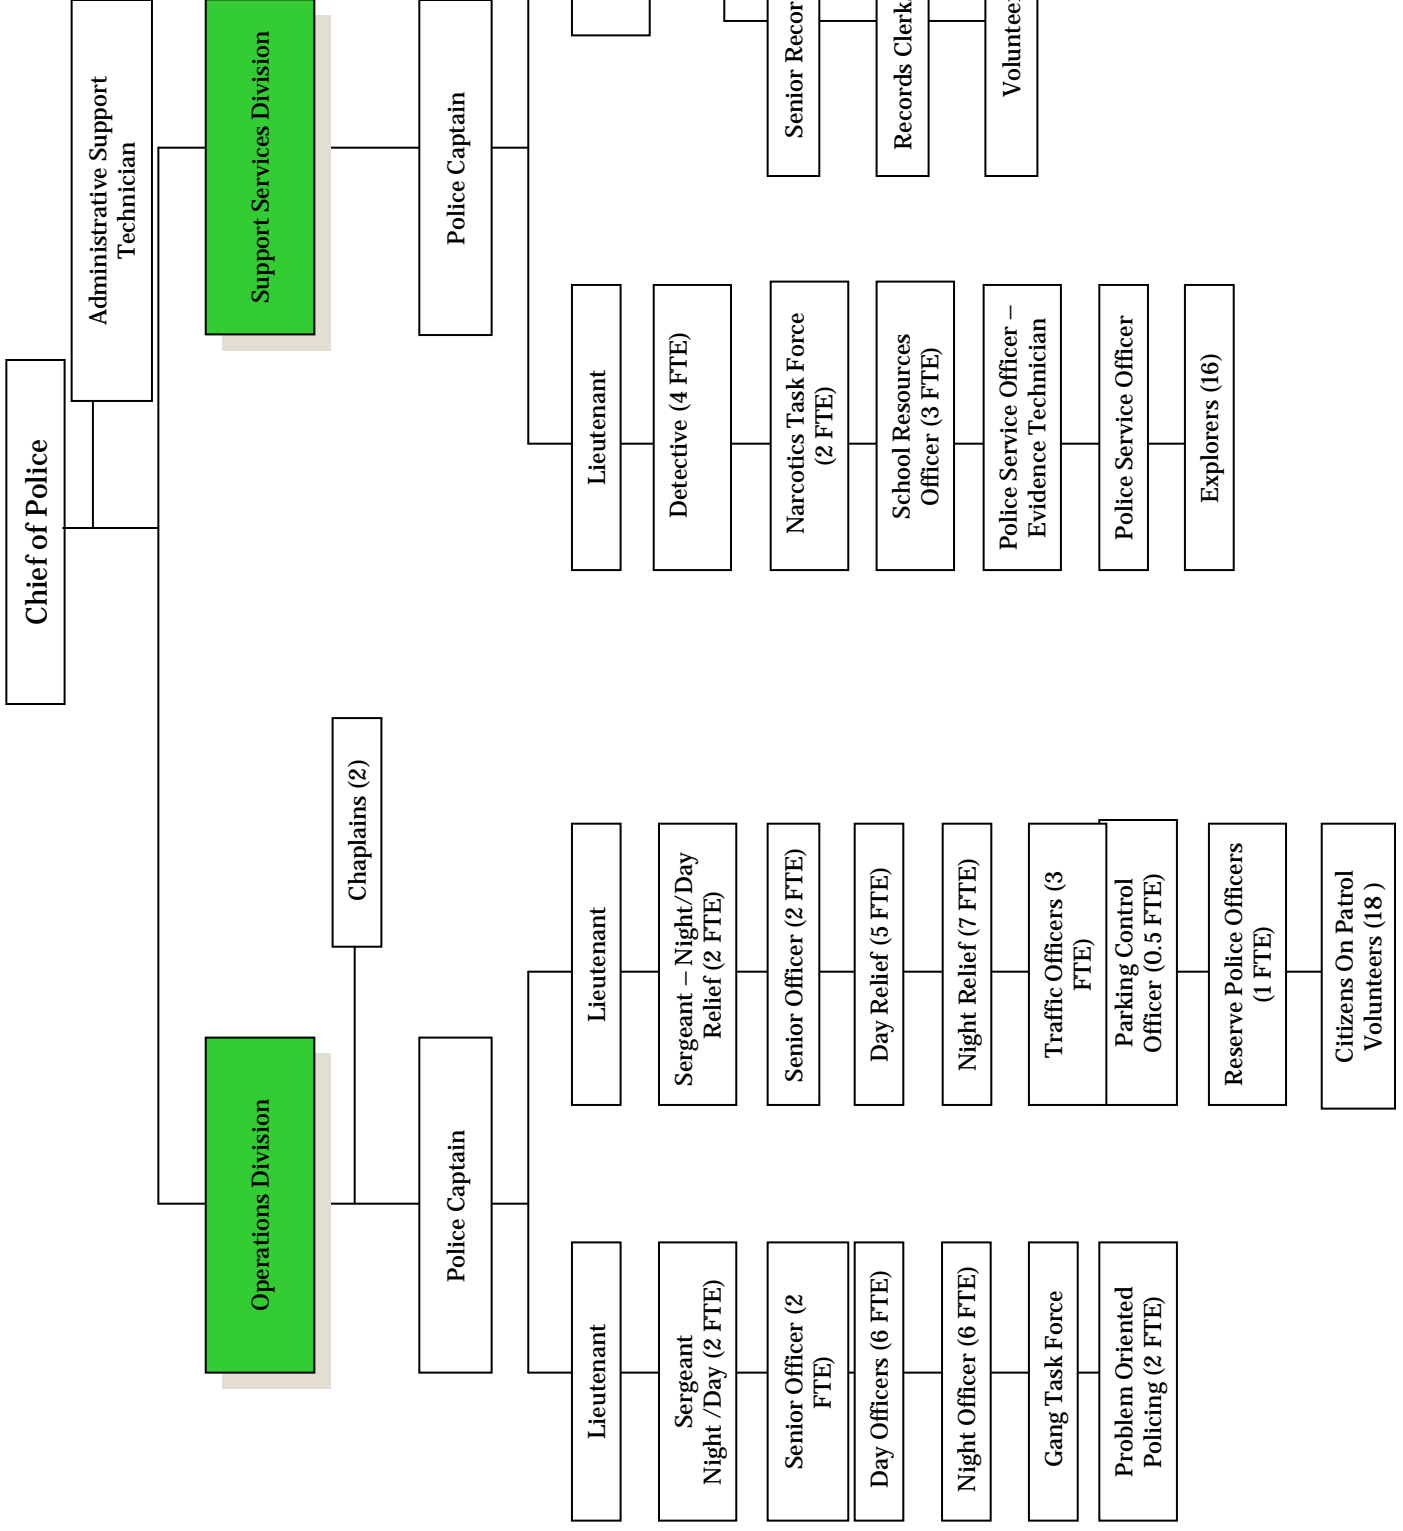 Chief of Police
Administrative Support
Technician
Operations Division
Support Services Division
Chaplains (2)
Police Captain
Police Captain
Lieutenant
Sergeant
Night /Day (2 FTE)
Senior Officer (2
FTE)
Day Officers (6 FTE)
Night Officer (6 FTE)
Gang Task Force
Problem Oriented
Policing (2 FTE)
Lieutenant
Sergeant – Night/Day
Relief (2 FTE)
Senior Officer (2 FTE)
Day Relief (5 FTE)
Night Relief (7 FTE)
Traffic Officers (3
FTE)
Parking Control
Officer (0.5 FTE)
Reserve Police Officers
(1 FTE)
Citizens On Patrol
Volunteers (18 )
Lieutenant
Detective (4 FTE)
Narcotics Task Force
(2 FTE)
School Resources
Officer (3 FTE)
Police Service Officer –
Evidence Technician
Police Service Officer
Explorers (16)
Senior Recor
Records Clerk
Voluntee